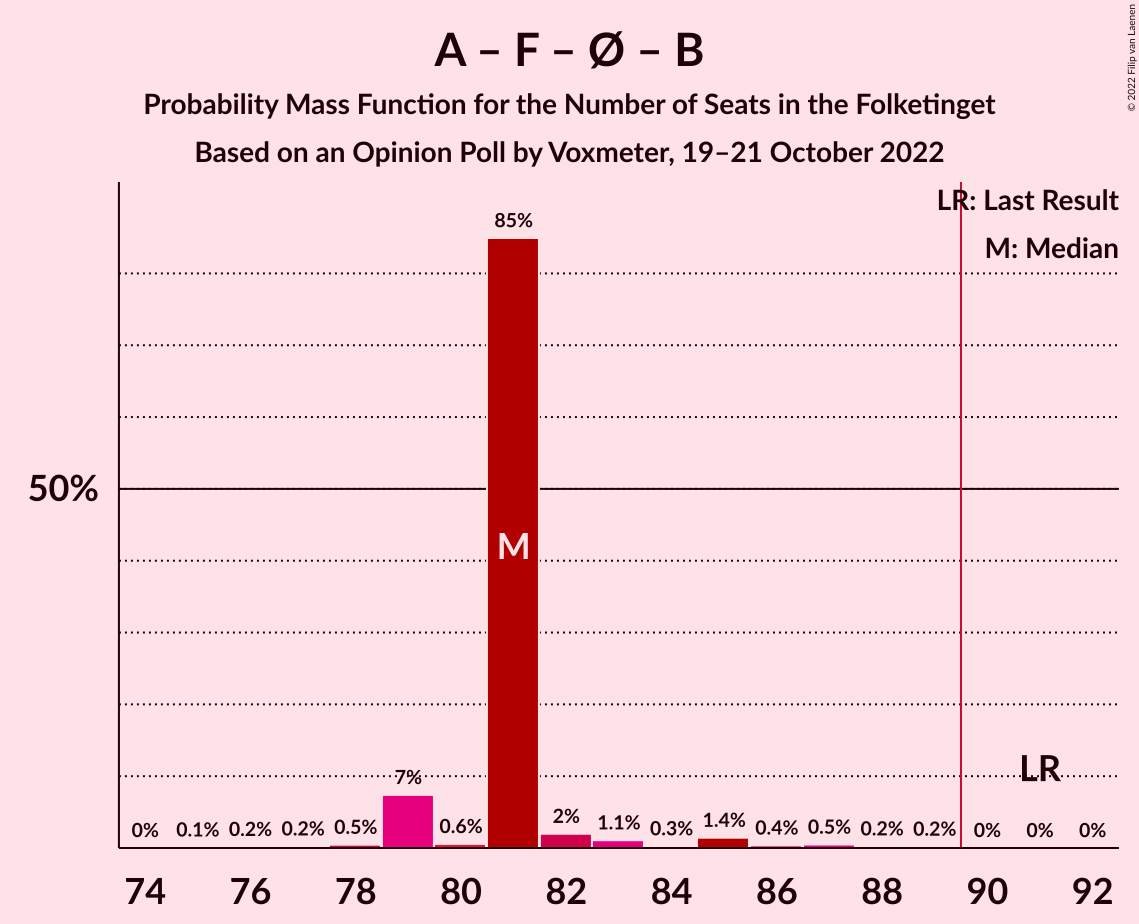 A – F – Ø – B
Probability Mass Function for the Number of Seats in the Folketinget
Based on an Opinion Poll by Voxmeter, 19–21 October 2022
© 2022 Filip van Laenen
LR: Last Result
M: Median
85%
50%
M
LR
7%
0% 0.1% 0.2% 0.2% 0.5% 0.6% 2% 1.1% 0.3% 1.4% 0.4% 0.5% 0.2% 0.2% 0% 0% 0%
74 76 78 80 82 84 86 88 90 92